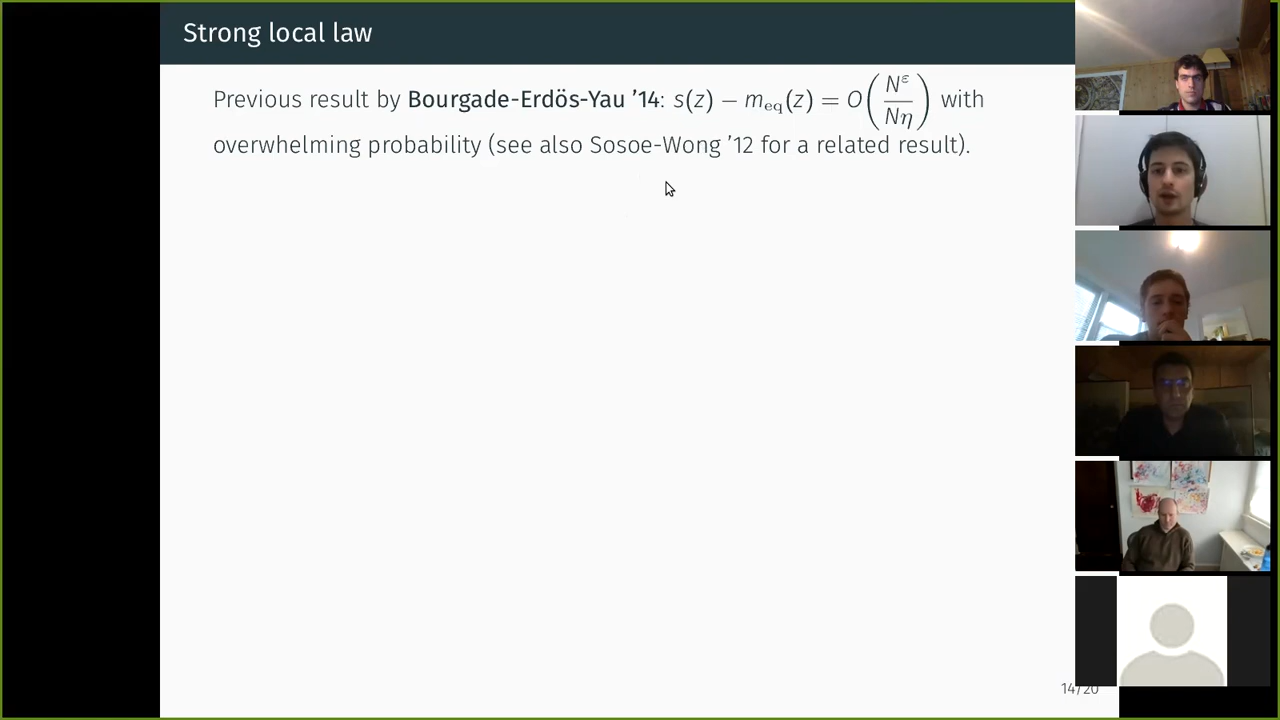 Strong local law
Previous result by Bourgade-Erdös-Yau ’14: s(z) − m_eq(z) = O(N^ε/(Nη)) with
overwhelming probability (see also Sosoe-Wong ’12 for a related result).
14/20